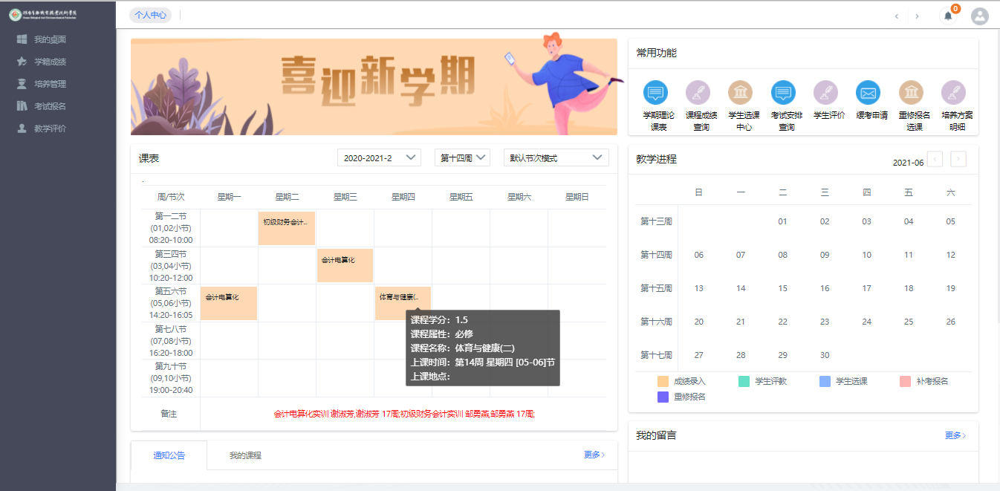 个人中心
0
我的桌面
学籍成绩
培养管理
考试报名
教学评价
喜迎新学期
常用功能
学期理论课表
课程成绩查询
学生选课中心
考试安排查询
学生评价
缓考申请
重修报名选课
培养方案明细
课表
2020-2021-2
第十四周
默认节次模式
周/节次 星期一 星期二 星期三 星期四 星期五 星期六 星期日
第一二节
(01,02小节)
08:20-10:00
初级财务会计..
第三四节
(03,04小节)
10:20-12:00
会计电算化
第五六节
(05,06小节)
14:20-16:05
会计电算化
体育与健康(..
课程学分：1.5
课程属性：必修
课程名称：体育与健康(二)
上课时间：第14周 星期四 [05-06]节
上课地点：
第七八节
(07,08小节)
16:20-18:00
第九十节
(09,10小节)
19:00-20:40
备注
会计电算化实训 谢淑芳,谢淑芳 17周;初级财务会计实训 邹勇燕,邹勇燕 17周;
教学进程
2021-06
日 一 二 三 四 五 六
第十三周 01 02 03 04 05
第十四周 06 07 08 09 10 11 12
第十五周 13 14 15 16 17 18 19
第十六周 20 21 22 23 24 25 26
第十七周 27 28 29 30
成绩录入 学生评教 学生选课 补考报名
重修报名
通知公告
我的课程
更多
我的留言
更多